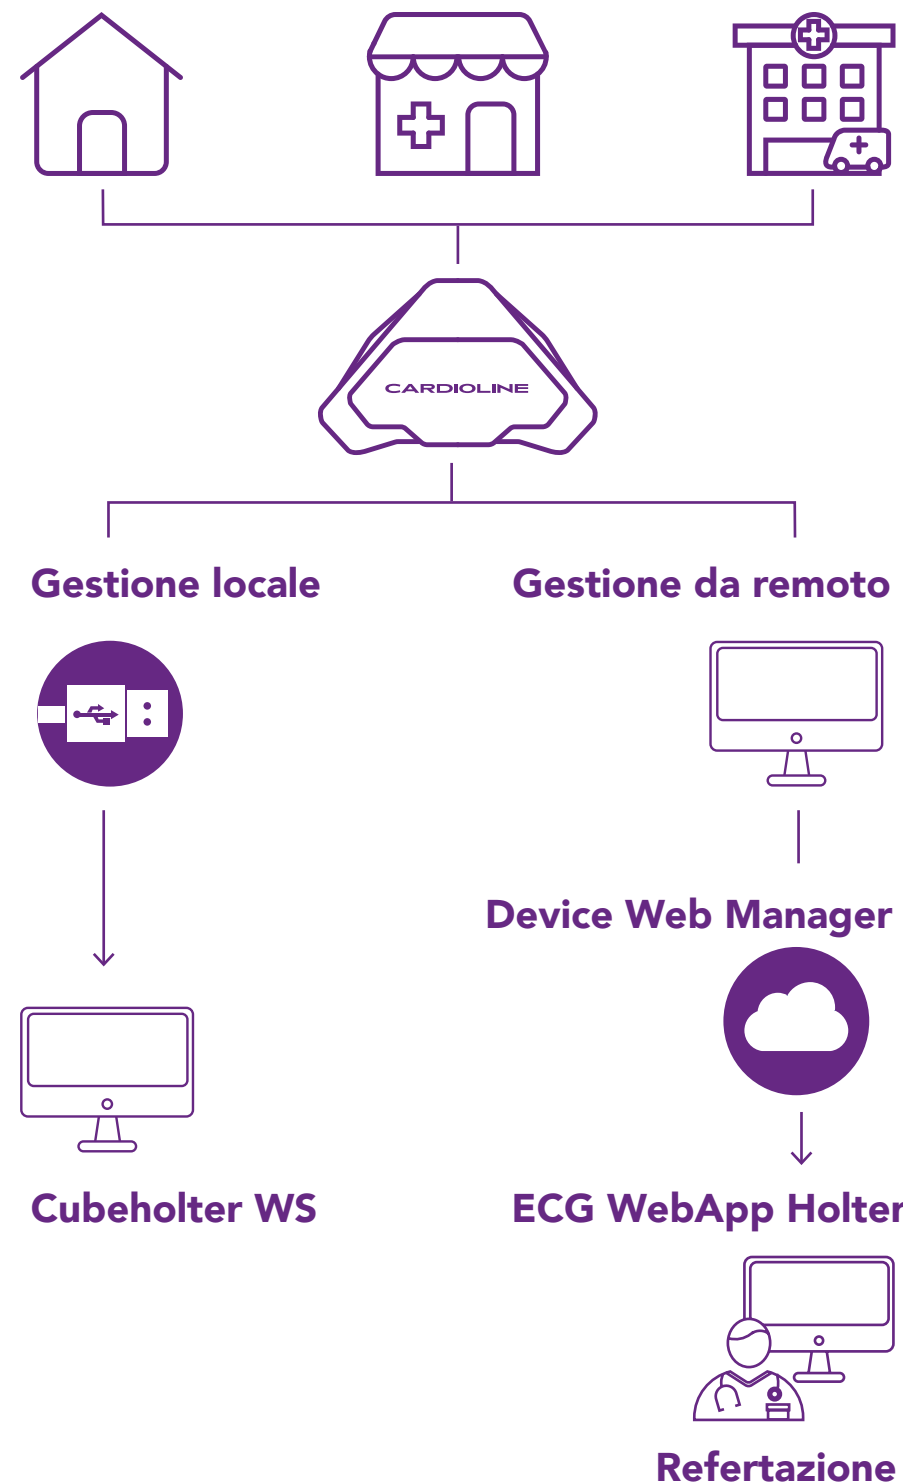 CARDIOLINE
Gestione locale
Gestione da remoto
Device Web Manager
Cubeholter WS
ECG WebApp Holter
Refertazione